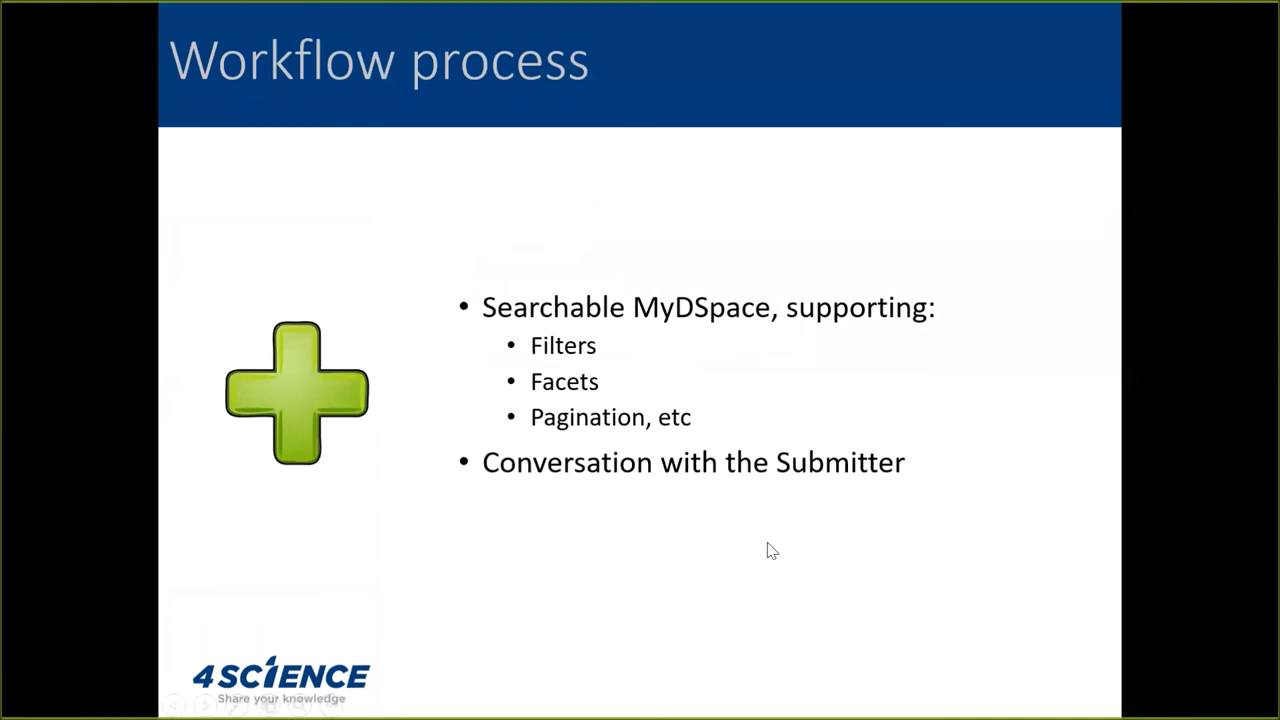 Workflow process
• Searchable MyDSpace, supporting:
• Filters
• Facets
• Pagination, etc
• Conversation with the Submitter
4SCIENCE
Share your knowledge